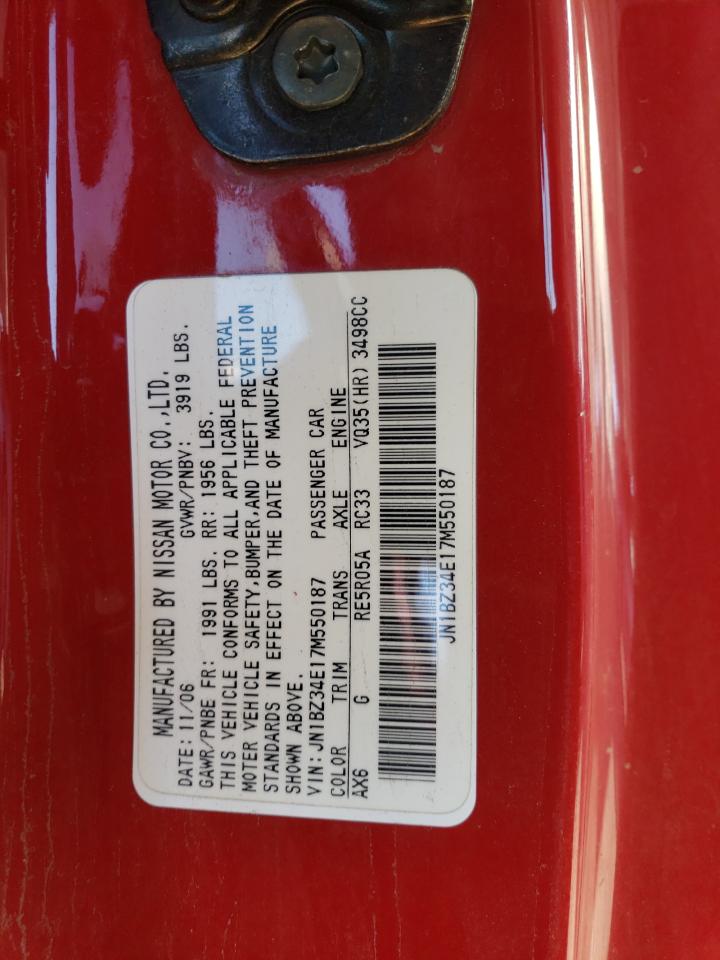 MANUFACTURED BY NISSAN MOTOR CO.,LTD.
DATE: 11/06 GVWR/PNBV: 3919 LBS.
GAWR/PNBE FR: 1991 LBS. RR: 1956 LBS.
THIS VEHICLE CONFORMS TO ALL APPLICABLE FEDERAL
MOTOR VEHICLE SAFETY,BUMPER,AND THEFT PREVENTION
STANDARDS IN EFFECT ON THE DATE OF MANUFACTURE
SHOWN ABOVE.
VIN: JN1BZ34E17M550187 PASSENGER CAR
COLOR TRIM TRANS AXLE ENGINE
AX6 G RE5R05A RC33 VQ35(HR) 3498CC
JN1BZ34E17M550187